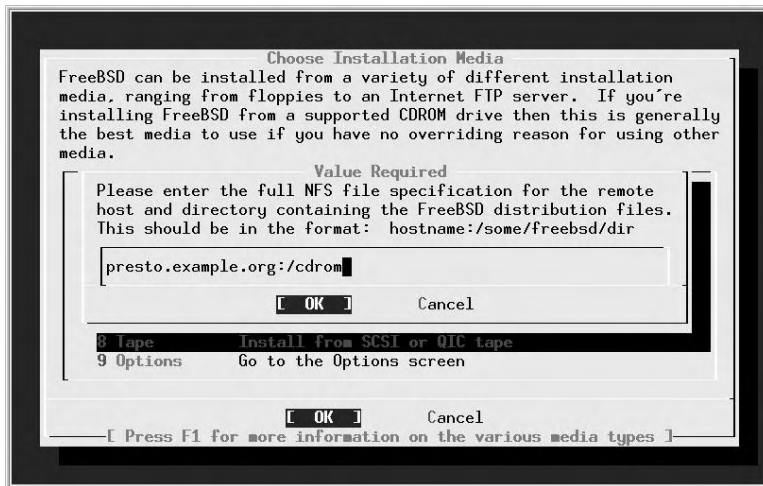 Choose Installation Media
FreeBSD can be installed from a variety of different installation
media, ranging from floppies to an Internet FTP server.  If you´re
installing FreeBSD from a supported CDROM drive then this is generally
the best media to use if you have no overriding reason for using other
media.
Value Required
Please enter the full NFS file specification for the remote
host and directory containing the FreeBSD distribution files.
This should be in the format:  hostname:/some/freebsd/dir
presto.example.org:/cdrom
[ OK ]    Cancel
8 Tape    Install from SCSI or QIC tape
9 Options    Go to the Options screen
[ OK ]    Cancel
[ Press F1 for more information on the various media types ]